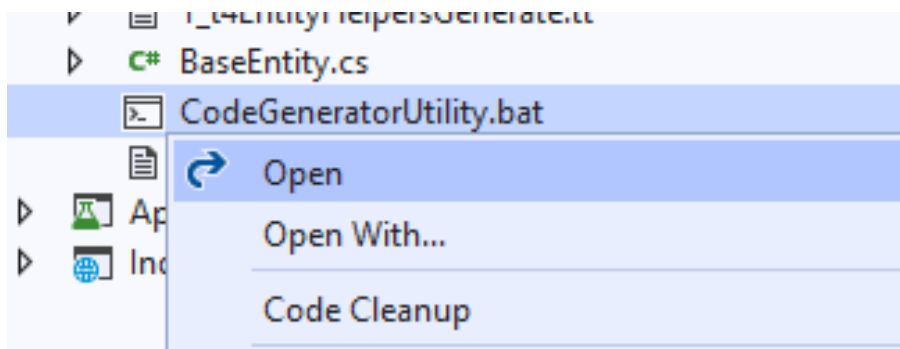 BaseEntity.cs
CodeGeneratorUtility.bat
Open
Open With...
Code Cleanup